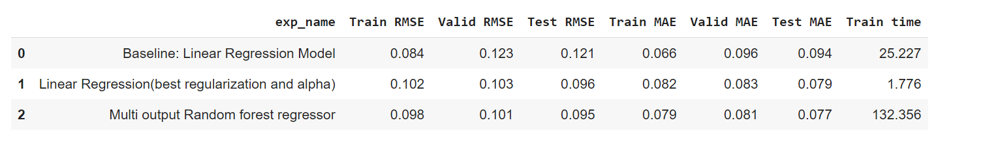 exp_name Train RMSE Valid RMSE Test RMSE Train MAE Valid MAE Test MAE Train time
0 Baseline: Linear Regression Model 0.084 0.123 0.121 0.066 0.096 0.094 25.227
1 Linear Regression(best regularization and alpha) 0.102 0.103 0.096 0.082 0.083 0.079 1.776
2 Multi output Random forest regressor 0.098 0.101 0.095 0.079 0.081 0.077 132.356